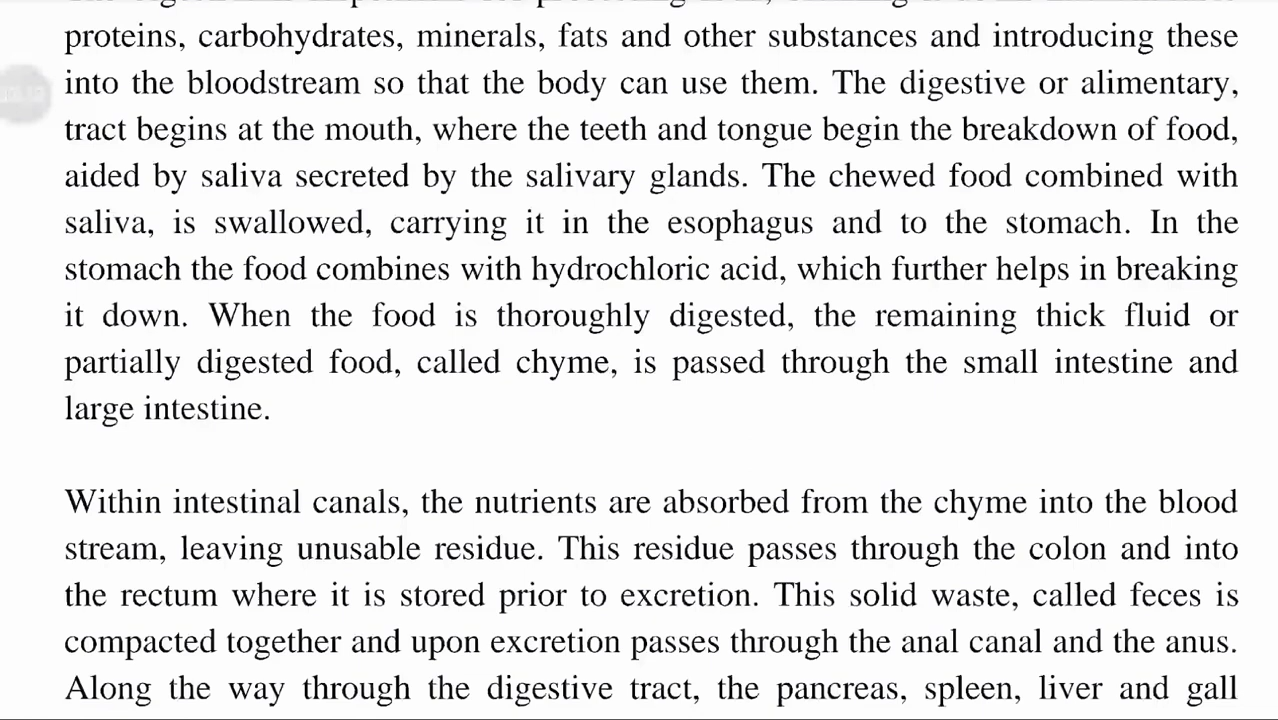 proteins, carbohydrates, minerals, fats and other substances and introducing these
into the bloodstream so that the body can use them. The digestive or alimentary,
tract begins at the mouth, where the teeth and tongue begin the breakdown of food,
aided by saliva secreted by the salivary glands. The chewed food combined with
saliva, is swallowed, carrying it in the esophagus and to the stomach. In the
stomach the food combines with hydrochloric acid, which further helps in breaking
it down. When the food is thoroughly digested, the remaining thick fluid or
partially digested food, called chyme, is passed through the small intestine and
large intestine.
Within intestinal canals, the nutrients are absorbed from the chyme into the blood
stream, leaving unusable residue. This residue passes through the colon and into
the rectum where it is stored prior to excretion. This solid waste, called feces is
compacted together and upon excretion passes through the anal canal and the anus.
Along the way through the digestive tract, the pancreas, spleen, liver and gall